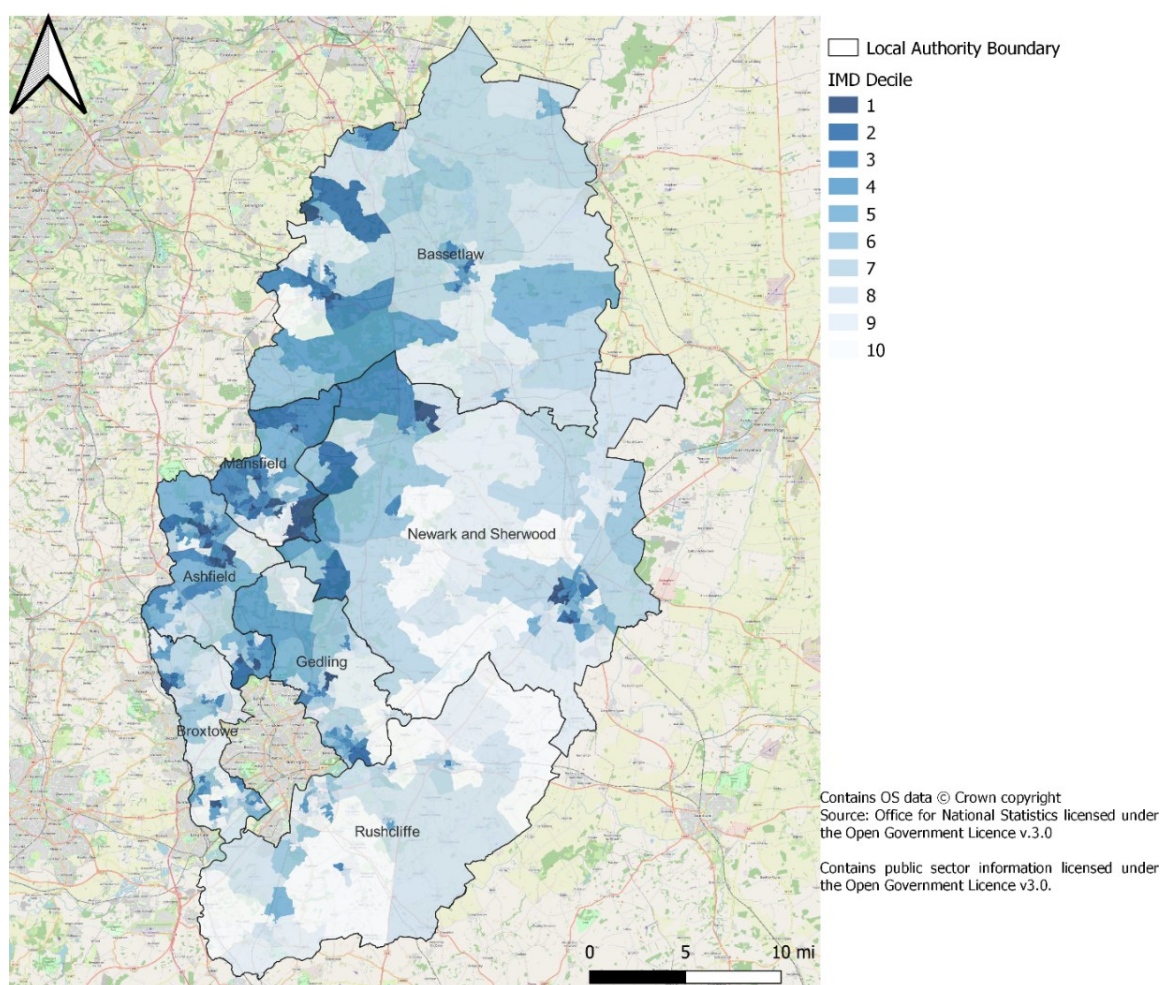 Local Authority Boundary
IMD Decile
1
2
3
4
5
6
7
8
9
10
Bassetlaw
Mansfield
Newark and Sherwood
Ashfield
Gedling
Broxtowe
Rushcliffe
Contains OS data © Crown copyright
Source: Office for National Statistics licensed under
the Open Government Licence v.3.0
Contains public sector information licensed under
the Open Government Licence v3.0.
0 5 10 mi